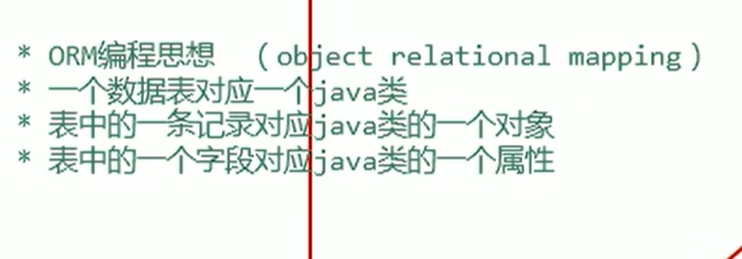 * ORM编程思想 （object relational mapping）
* 一个数据表对应一个java类
* 表中的一条记录对应java类的一个对象
* 表中的一个字段对应java类的一个属性